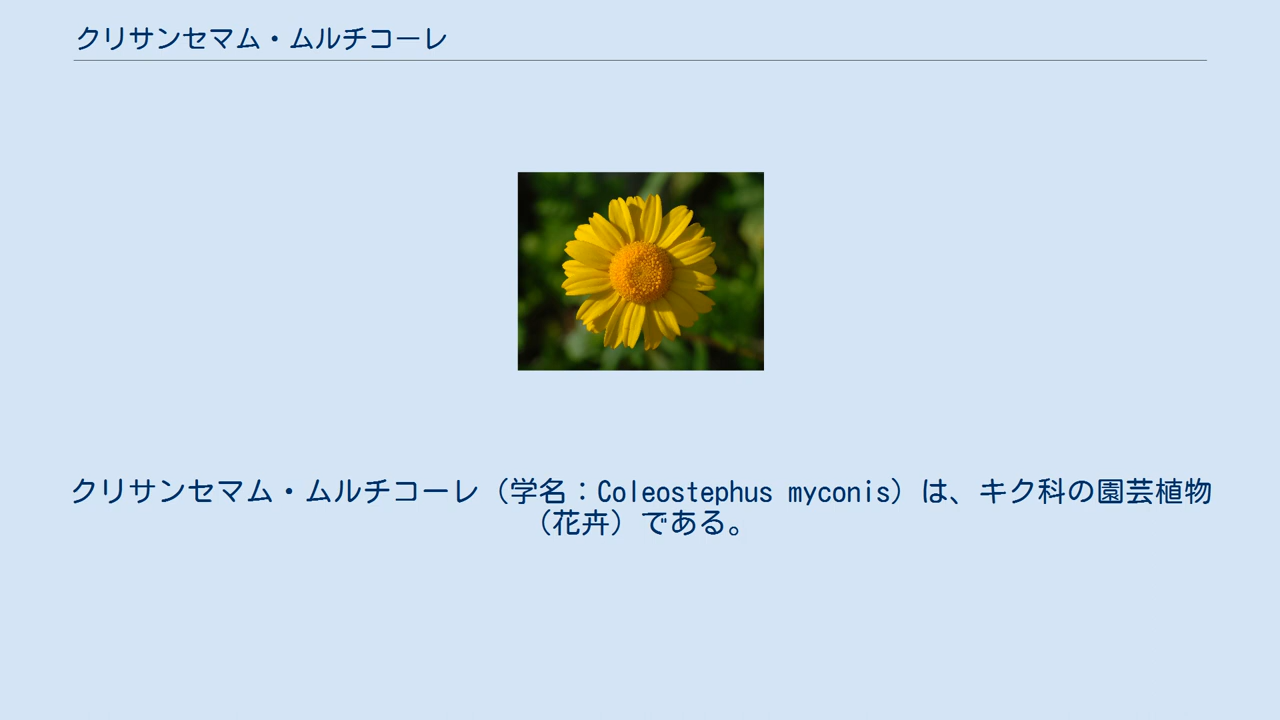 クリサンセマム・ムルチコーレ
クリサンセマム・ムルチコーレ（学名：Coleostephus myconis）は、キク科の園芸植物
（花卉）である。